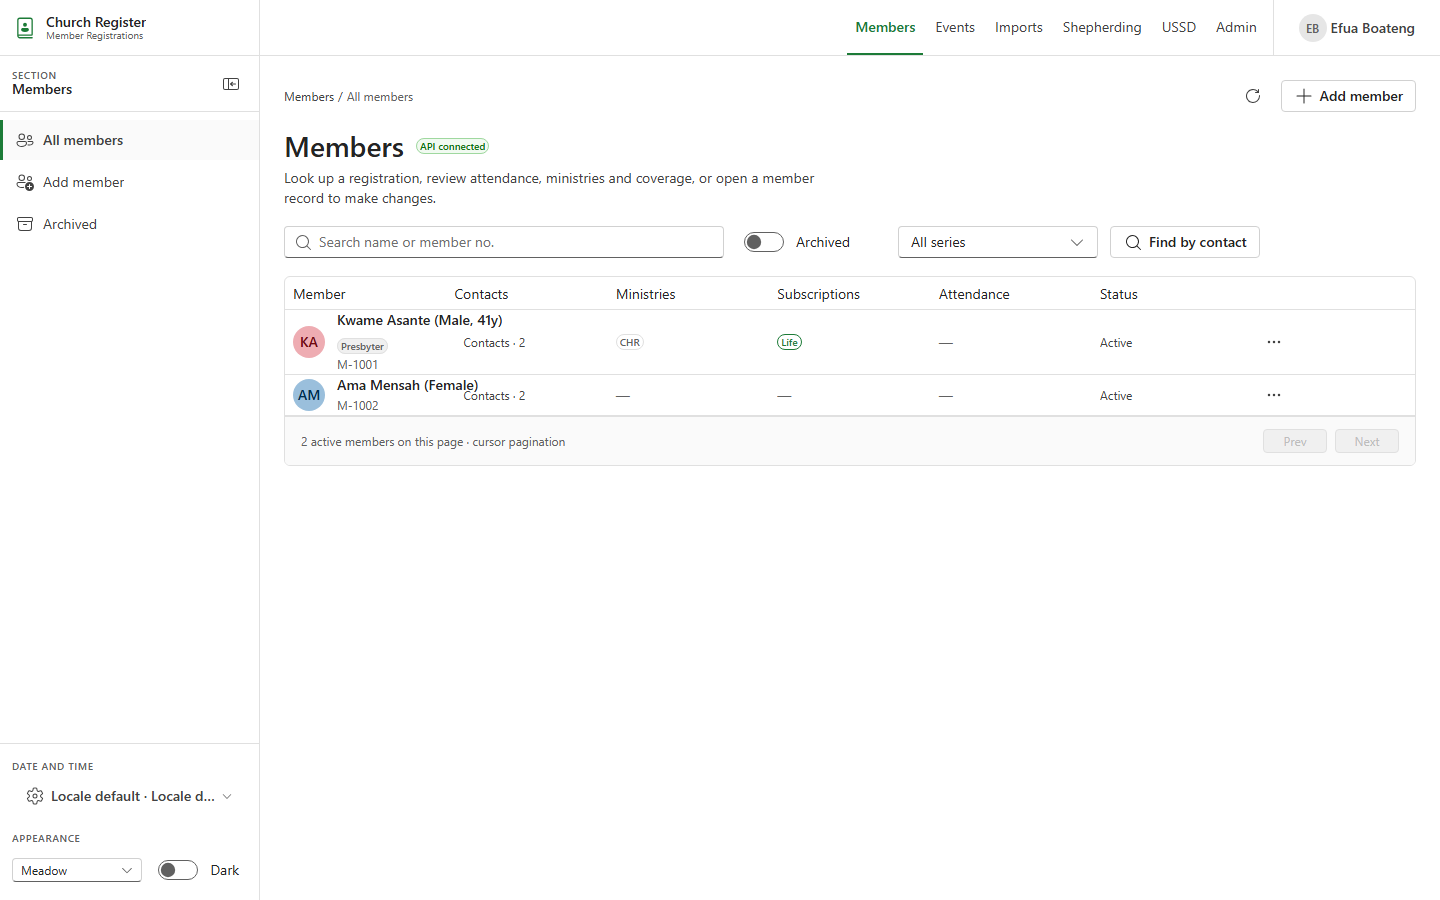 Church Register
Member Registrations
Members Events Imports Shepherding USSD Admin
EB Efua Boateng
SECTION
Members
All members
Add member
Archived
Members / All members
Add member
Members API connected
Look up a registration, review attendance, ministries and coverage, or open a member
record to make changes.
Search name or member no.
Archived
All series
Find by contact
Member Contacts Ministries Subscriptions Attendance Status
KA Kwame Asante (Male, 41y)
Presbyter
M-1001
Contacts · 2 CHR Life — Active ···
AM Ama Mensah (Female)
M-1002
Contacts · 2 — — — Active ···
2 active members on this page · cursor pagination
Prev Next
DATE AND TIME
Locale default · Locale d...
APPEARANCE
Meadow
Dark